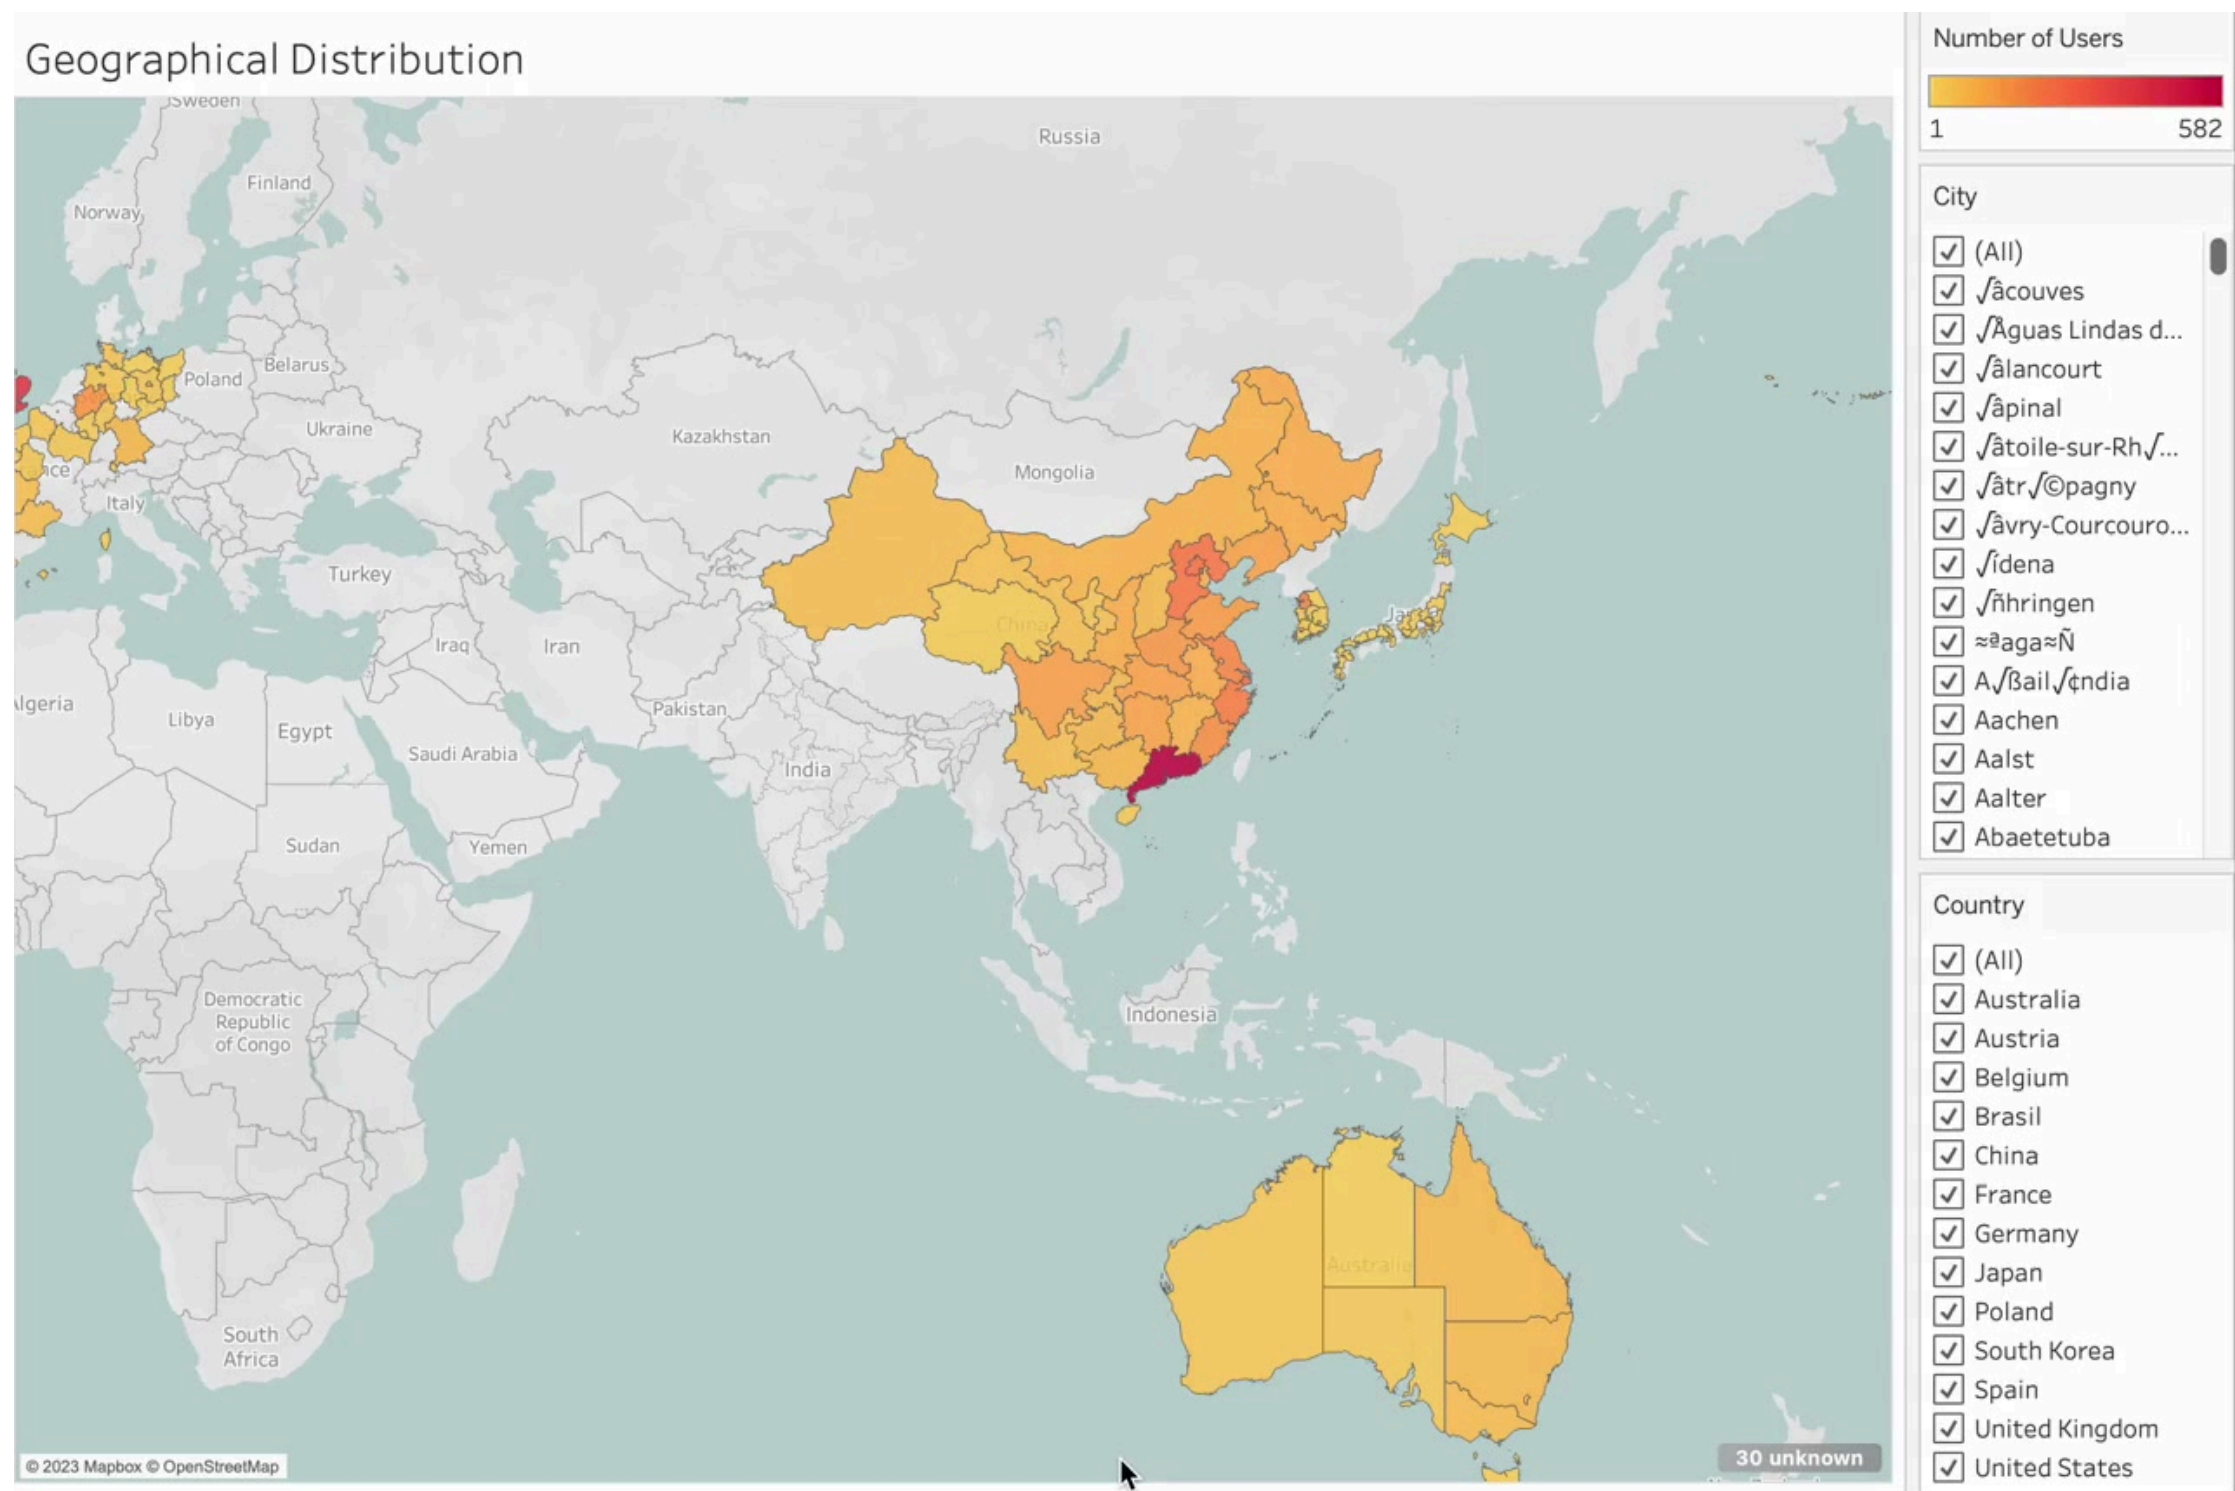 Geographical Distribution
Number of Users
1
582
City
(All)
√âcouves
√Åguas Lindas d...
√âlancourt
√âpinal
√âtoile-sur-Rh√...
√âtr√©pagny
√âvry-Courcouro...
√ídena
√ñhringen
≈ªaga≈Ñ
A√ßail√¢ndia
Aachen
Aalst
Aalter
Abaetetuba
Country
(All)
Australia
Austria
Belgium
Brasil
China
France
Germany
Japan
Poland
South Korea
Spain
United Kingdom
United States
Sweden
Russia
Finland
Norway
Belarus
Poland
Ukraine
Kazakhstan
Mongolia
Italy
Turkey
China
Iraq
Iran
Pakistan
Libya
Egypt
Saudi Arabia
India
Sudan
Yemen
Democratic
Republic
of Congo
Indonesia
Australia
South
Africa
30 unknown
© 2023 Mapbox © OpenStreetMap